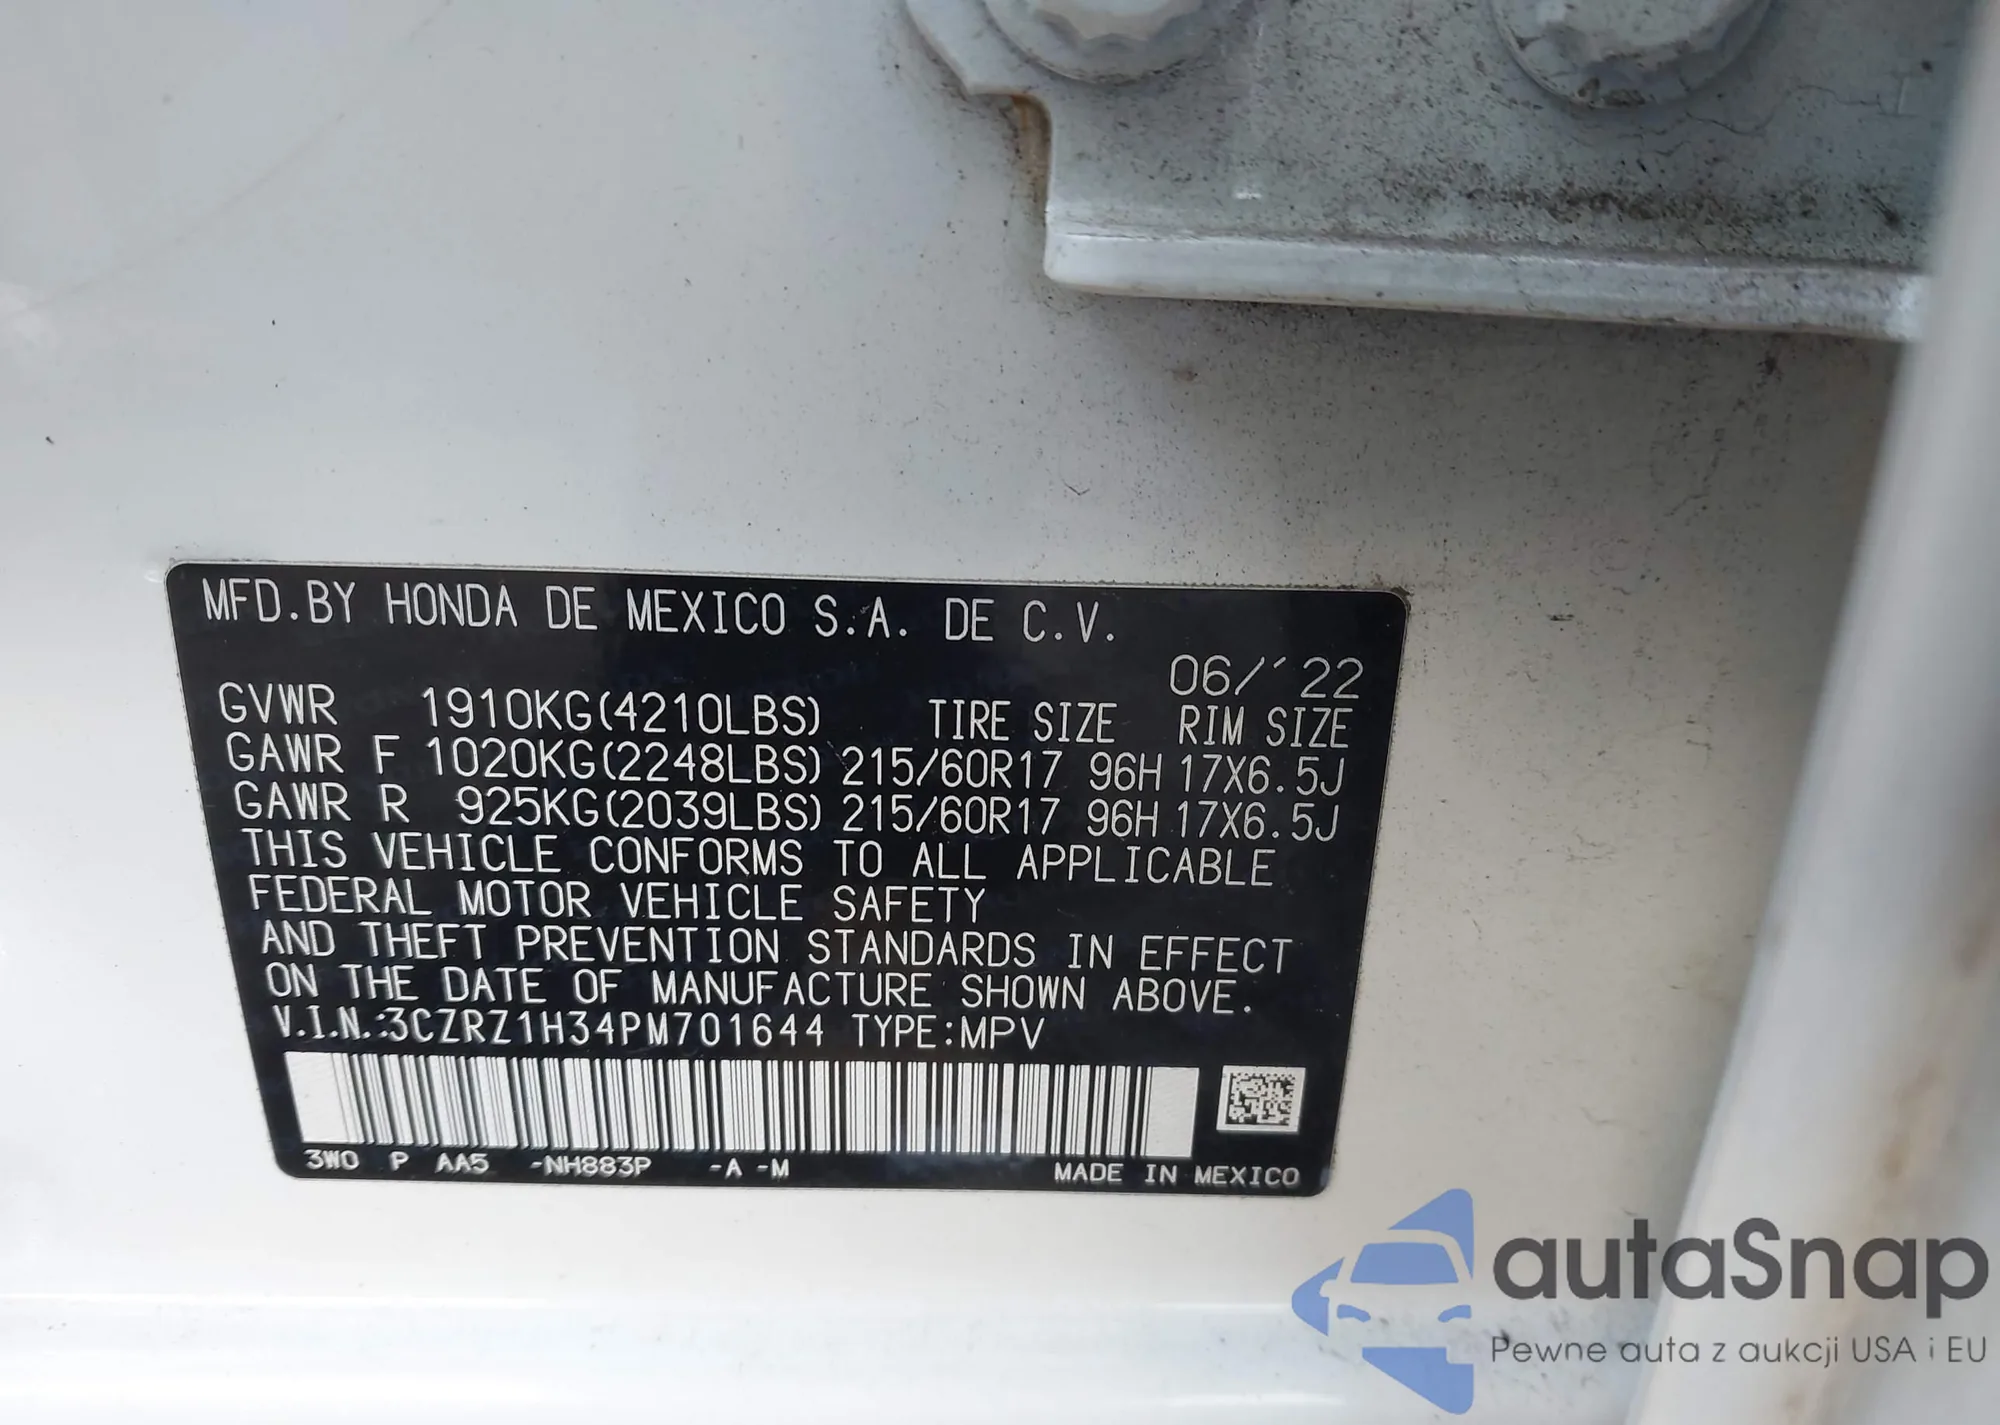 MFD.BY HONDA DE MEXICO S.A. DE C.V.
06/'22
GVWR 1910KG(4210LBS) TIRE SIZE RIM SIZE
GAWR F 1020KG(2248LBS) 215/60R17 96H 17X6.5J
GAWR R 925KG(2039LBS) 215/60R17 96H 17X6.5J
THIS VEHICLE CONFORMS TO ALL APPLICABLE
FEDERAL MOTOR VEHICLE SAFETY
AND THEFT PREVENTION STANDARDS IN EFFECT
ON THE DATE OF MANUFACTURE SHOWN ABOVE.
V.I.N.:3CZRZ1H34PM701644 TYPE:MPV
3W0 P AA5 -NH883P -A -M MADE IN MEXICO
autaSnap
Pewne auta z aukcji USA i EU